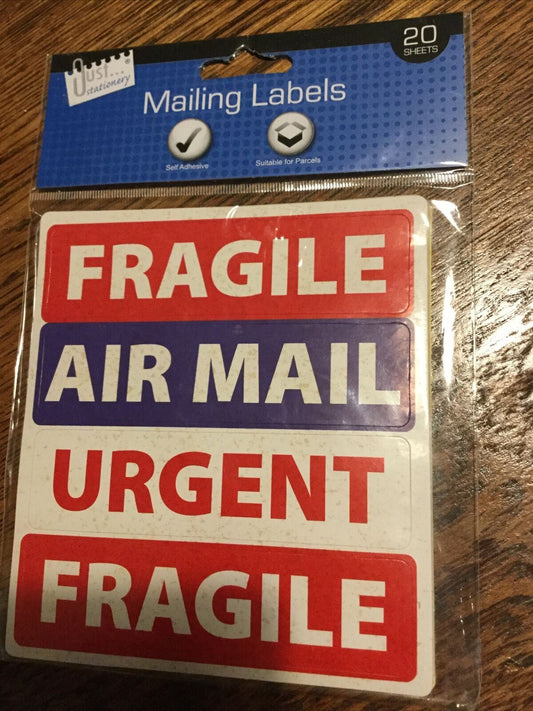 Just... ®
stationery
20
SHEETS
Mailing Labels
Self Adhesive
Suitable for Parcels
FRAGILE
AIR MAIL
URGENT
FRAGILE